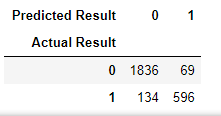 Predicted Result 0 1
Actual Result
0 1836 69
1 134 596